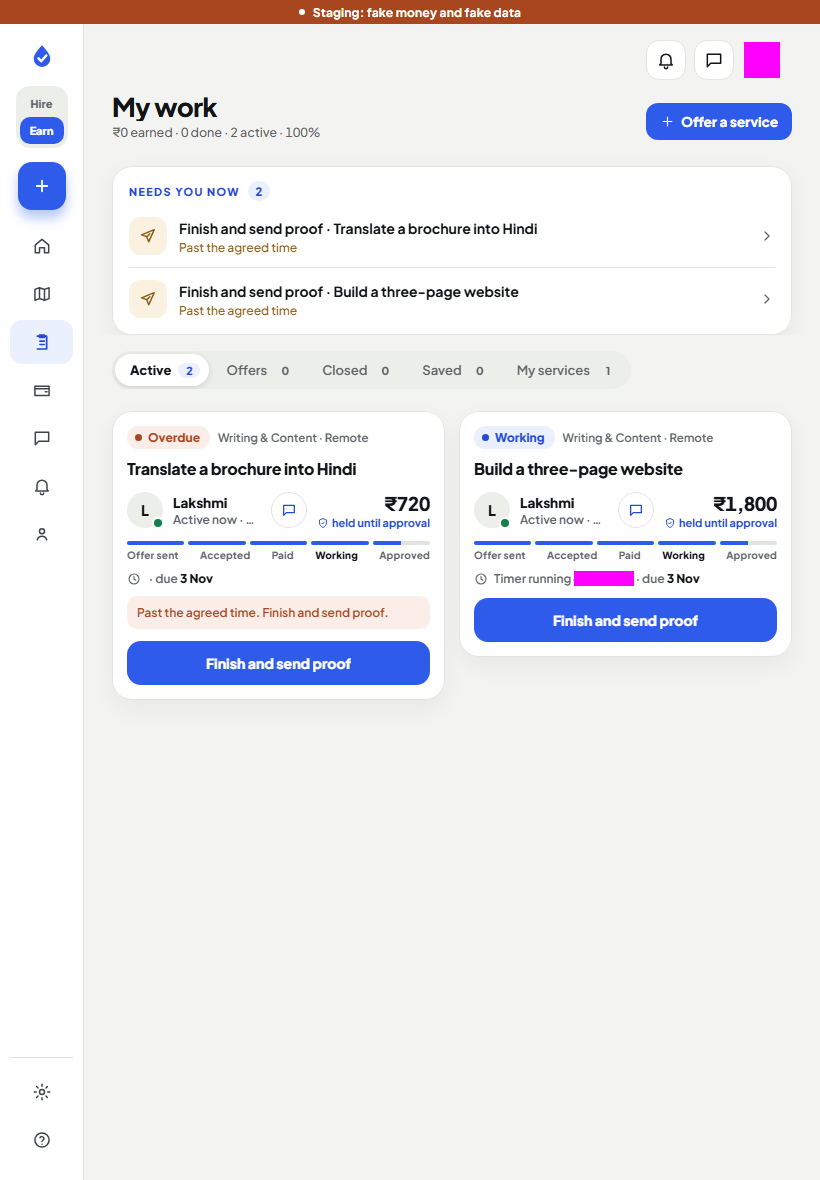 Staging: fake money and fake data
Hire
Earn
My work
₹0 earned · 0 done · 2 active · 100%
Offer a service
NEEDS YOU NOW 2
Finish and send proof · Translate a brochure into Hindi
Past the agreed time
Finish and send proof · Build a three-page website
Past the agreed time
Active 2 Offers 0 Closed 0 Saved 0 My services 1
Overdue Writing & Content · Remote
Translate a brochure into Hindi
L Lakshmi ₹720
Active now · … held until approval
Offer sent Accepted Paid Working Approved
· due 3 Nov
Past the agreed time. Finish and send proof.
Finish and send proof
Working Writing & Content · Remote
Build a three-page website
L Lakshmi ₹1,800
Active now · … held until approval
Offer sent Accepted Paid Working Approved
Timer running · due 3 Nov
Finish and send proof